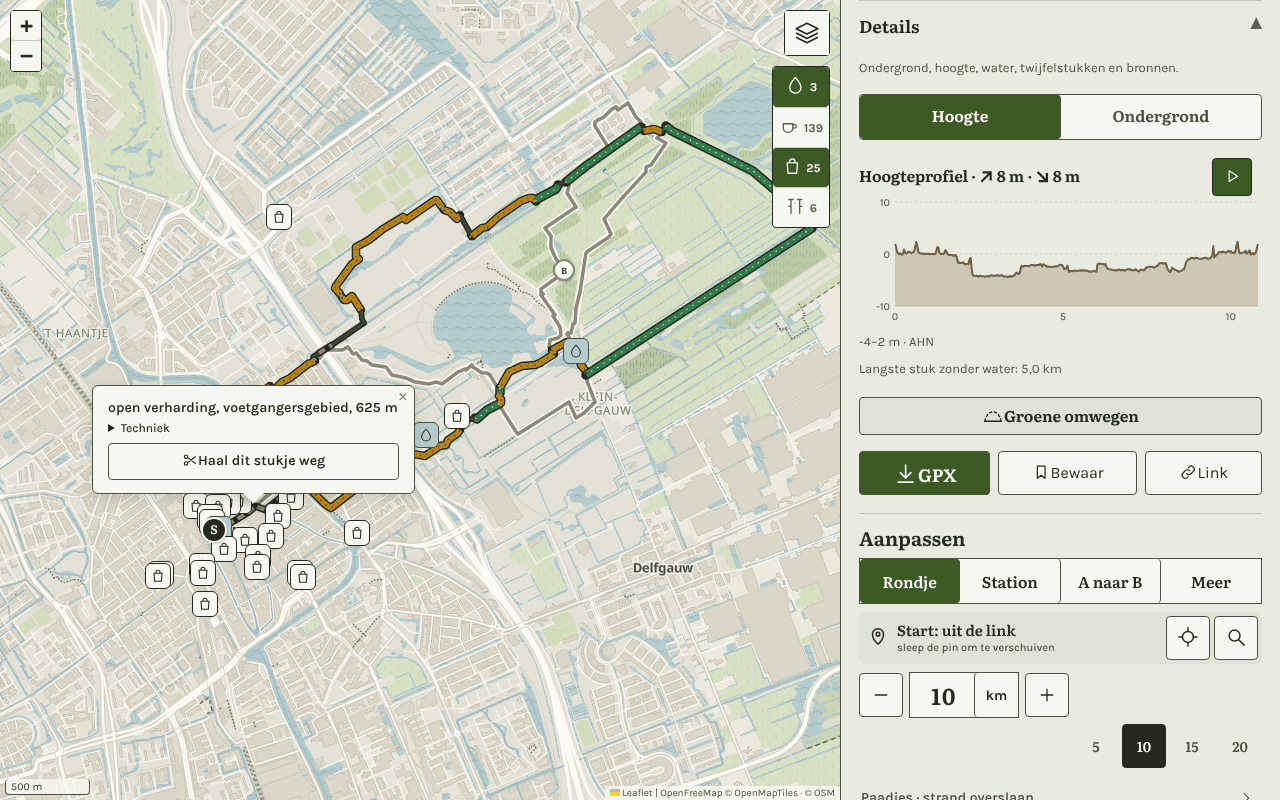 +
−
3
139
25
6
B
'T HAANTJE
KLEIN-
DELFGAUW
×
open verharding, voetgangersgebied, 625 m
▶ Techniek
Haal dit stukje weg
S
Delfgauw
500 m
Leaflet | OpenFreeMap © OpenMapTiles · © OSM
Details
Ondergrond, hoogte, water, twijfelstukken en bronnen.
Hoogte
Ondergrond
Hoogteprofiel · ↗ 8 m · ↘ 8 m
10
0
-10
0
5
10
-4–2 m · AHN
Langste stuk zonder water: 5,0 km
Groene omwegen
GPX
Bewaar
Link
Aanpassen
Rondje
Station
A naar B
Meer
Start: uit de link
sleep de pin om te verschuiven
−
10
km
+
5
10
15
20
Paadjes · strand overslaan